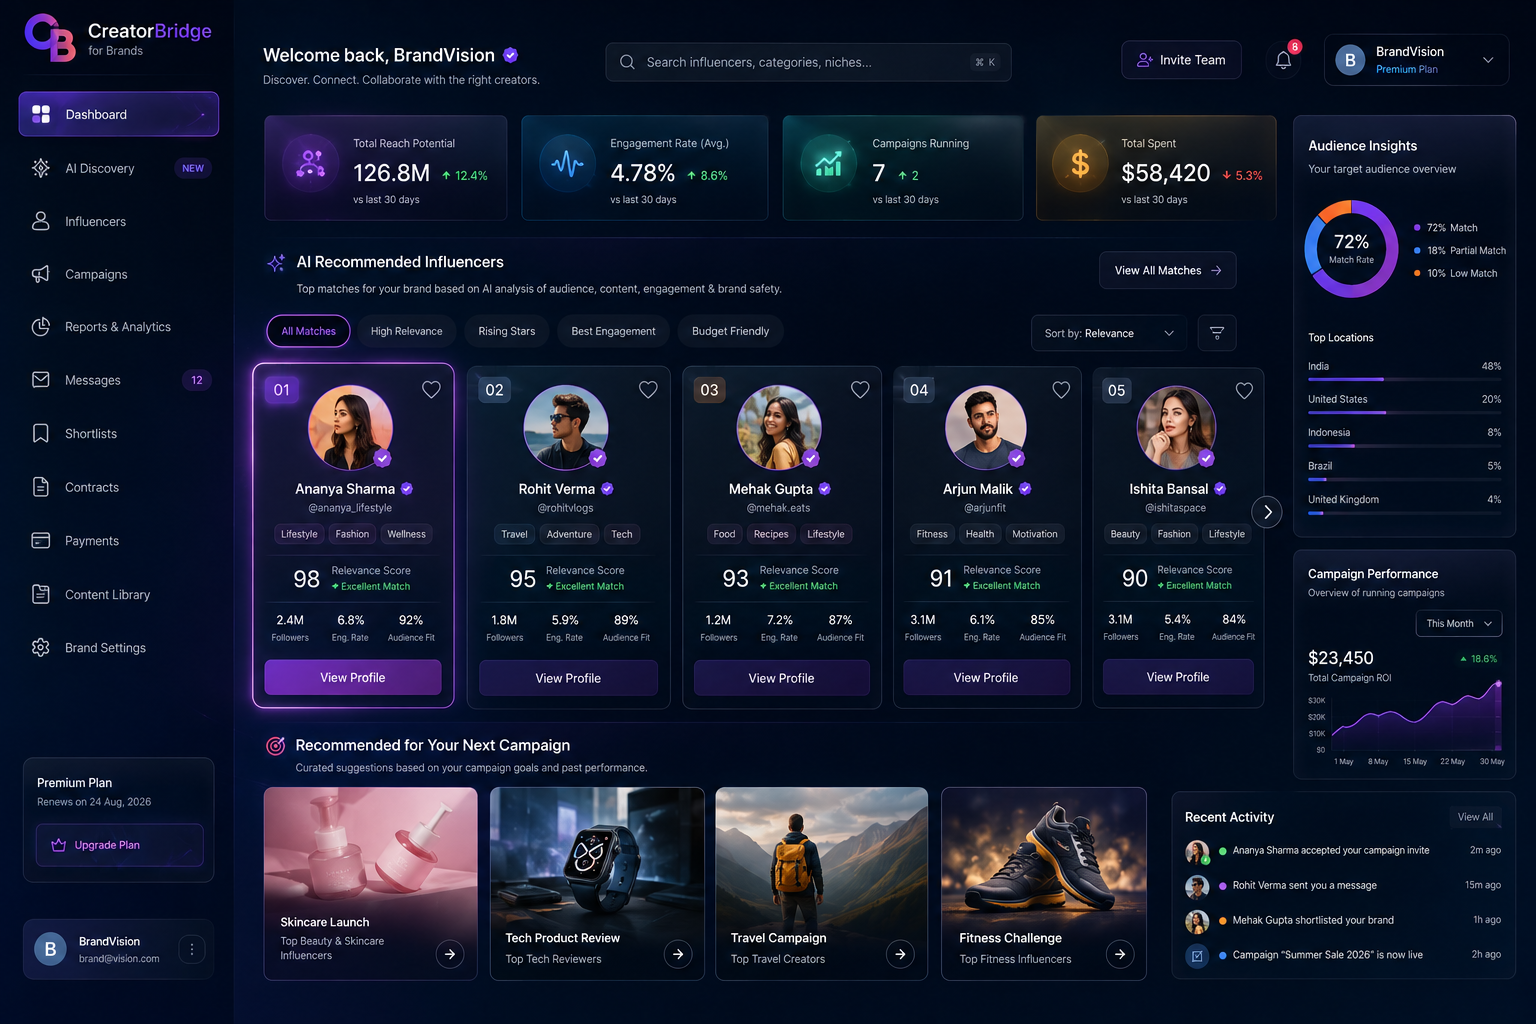 CB
CreatorBridge
for Brands
Dashboard
AI Discovery NEW
Influencers
Campaigns
Reports & Analytics
Messages 12
Shortlists
Contracts
Payments
Content Library
Brand Settings
Premium Plan
Renews on 24 Aug, 2026
Upgrade Plan
B
BrandVision
brand@vision.com
Welcome back, BrandVision
Discover. Connect. Collaborate with the right creators.
Search influencers, categories, niches... ⌘ K
Invite Team
8
B
BrandVision
Premium Plan
Total Reach Potential
126.8M ↑ 12.4%
vs last 30 days
Engagement Rate (Avg.)
4.78% ↑ 8.6%
vs last 30 days
Campaigns Running
7 ↑ 2
vs last 30 days
$
Total Spent
$58,420 ↓ 5.3%
vs last 30 days
AI Recommended Influencers
Top matches for your brand based on AI analysis of audience, content, engagement & brand safety.
View All Matches →
All Matches
High Relevance
Rising Stars
Best Engagement
Budget Friendly
Sort by: Relevance
01
Ananya Sharma
@ananya_lifestyle
Lifestyle Fashion Wellness
98 Relevance Score
+ Excellent Match
2.4M 6.8% 92%
Followers Eng. Rate Audience Fit
View Profile
02
Rohit Verma
@rohitvlogs
Travel Adventure Tech
95 Relevance Score
+ Excellent Match
1.8M 5.9% 89%
Followers Eng. Rate Audience Fit
View Profile
03
Mehak Gupta
@mehak.eats
Food Recipes Lifestyle
93 Relevance Score
+ Excellent Match
1.2M 7.2% 87%
Followers Eng. Rate Audience Fit
View Profile
04
Arjun Malik
@arjunfit
Fitness Health Motivation
91 Relevance Score
+ Excellent Match
3.1M 6.1% 85%
Followers Eng. Rate Audience Fit
View Profile
05
Ishita Bansal
@ishitaspace
Beauty Fashion Lifestyle
90 Relevance Score
+ Excellent Match
3.1M 5.4% 84%
Followers Eng. Rate Audience Fit
View Profile
Recommended for Your Next Campaign
Curated suggestions based on your campaign goals and past performance.
Skincare Launch
Top Beauty & Skincare
Influencers
Tech Product Review
Top Tech Reviewers
Travel Campaign
Top Travel Creators
Fitness Challenge
Top Fitness Influencers
Audience Insights
Your target audience overview
72%
Match Rate
72% Match
18% Partial Match
10% Low Match
Top Locations
India 48%
United States 20%
Indonesia 8%
Brazil 5%
United Kingdom 4%
Campaign Performance
Overview of running campaigns
This Month
$23,450 ▲ 18.6%
Total Campaign ROI
$30K
$20K
$10K
$0
1 May 8 May 15 May 22 May 30 May
Recent Activity View All
Ananya Sharma accepted your campaign invite 2m ago
Rohit Verma sent you a message 15m ago
Mehak Gupta shortlisted your brand 1h ago
Campaign "Summer Sale 2026" is now live 2h ago